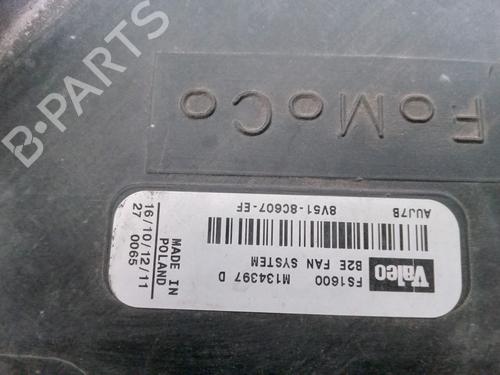 B-PARTS
FoMoCo
Valeo
FS1600
B2E FAN SYSTEM
M134397 D
8V51-8C607-EF
AUJ7B
MADE IN
POLAND
16/10/12/11
27 0065